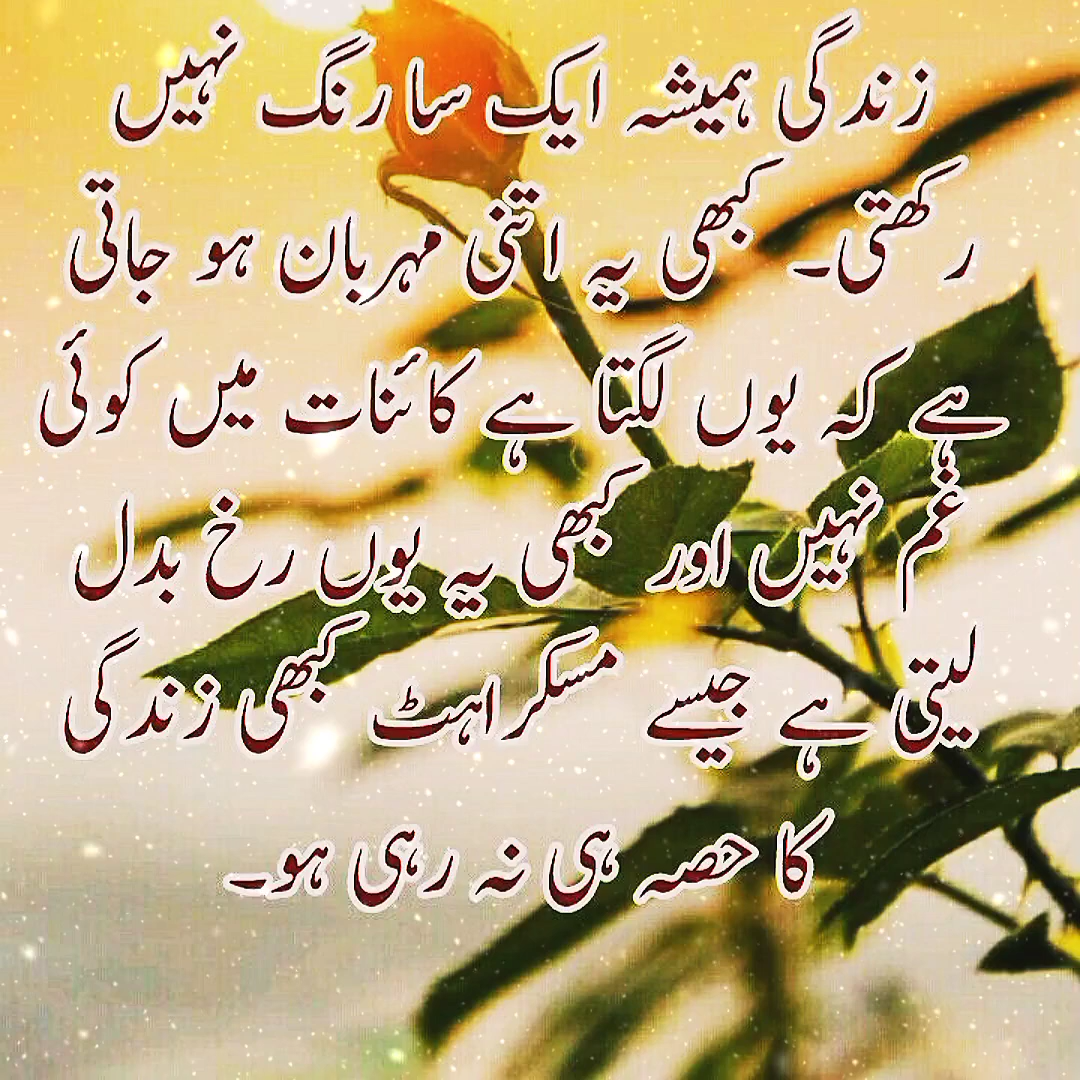 زندگی ہمیشہ ایک سا رنگ نہیں
رکھتی۔ کبھی یہ اتنی مہربان ہو جاتی
ہے کہ یوں لگتا ہے کائنات میں کوئی
غم نہیں اور کبھی یہ یوں رخ بدل
لیتی ہے جیسے مسکراہٹ کبھی زندگی
کا حصہ ہی نہ رہی ہو۔